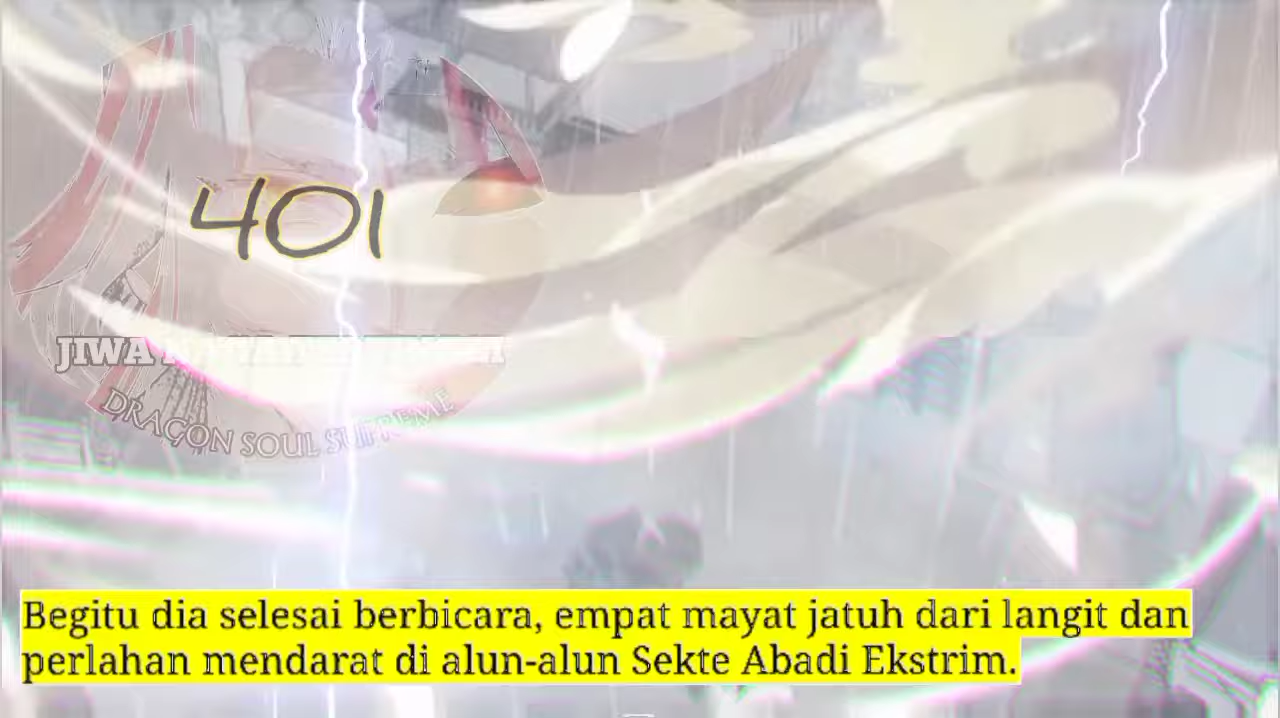 401
JIWA
DRAGON SOUL SUPREME
Begitu dia selesai berbicara, empat mayat jatuh dari langit dan
perlahan mendarat di alun-alun Sekte Abadi Ekstrim.